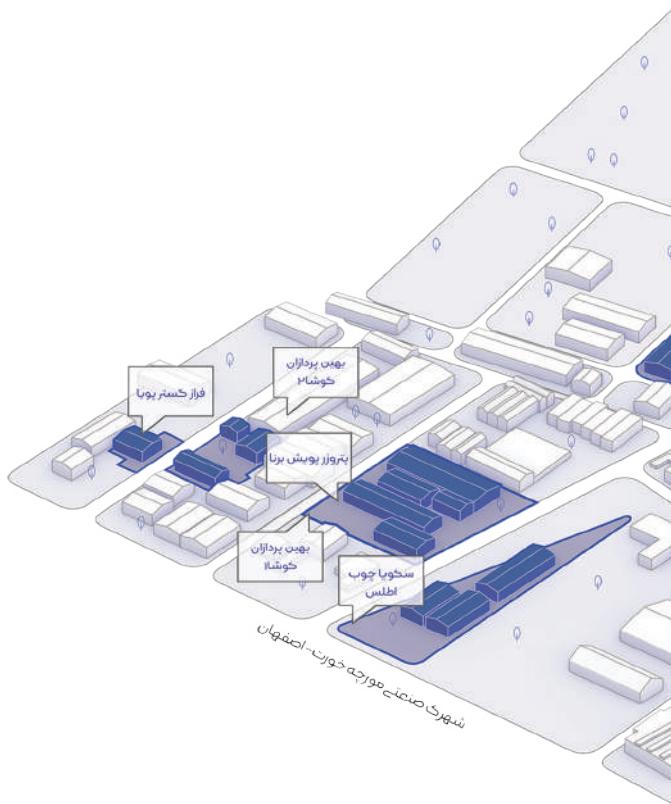 بهین پردازان
کوشا۲
فراز گستر پویا
پتروزر پویش برنا
بهین پردازان
کوشا۱
سکویا چوب
اطلس
شهرک صنعتی مورچه خورت - اصفهان